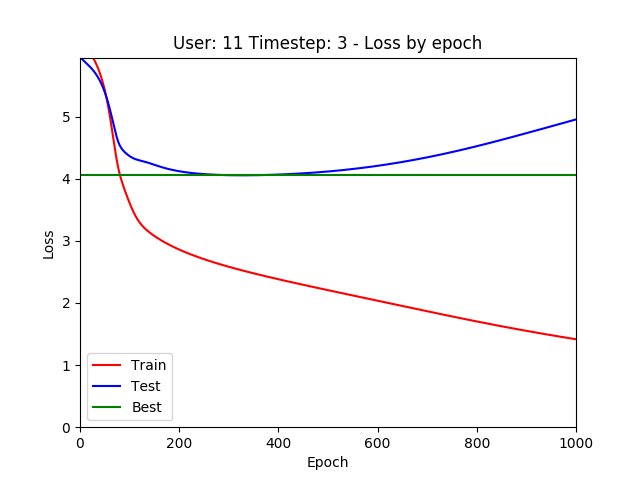 User: 11 Timestep: 3 - Loss by epoch
Loss
5
4
3
2
1
0
Train
Test
Best
0 200 400 600 800 1000
Epoch